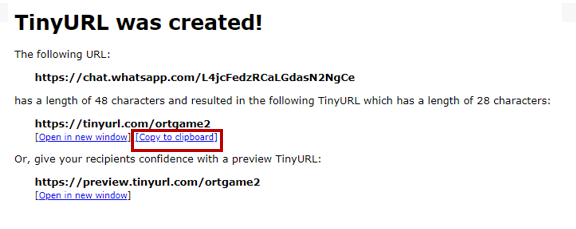 TinyURL was created!
The following URL:
https://chat.whatsapp.com/L4jcFedzRCaLGdasN2NgCe
has a length of 48 characters and resulted in the following TinyURL which has a length of 28 characters:
https://tinyurl.com/ortgame2
[Open in new window] [Copy to clipboard]
Or, give your recipients confidence with a preview TinyURL:
https://preview.tinyurl.com/ortgame2
[Open in new window]